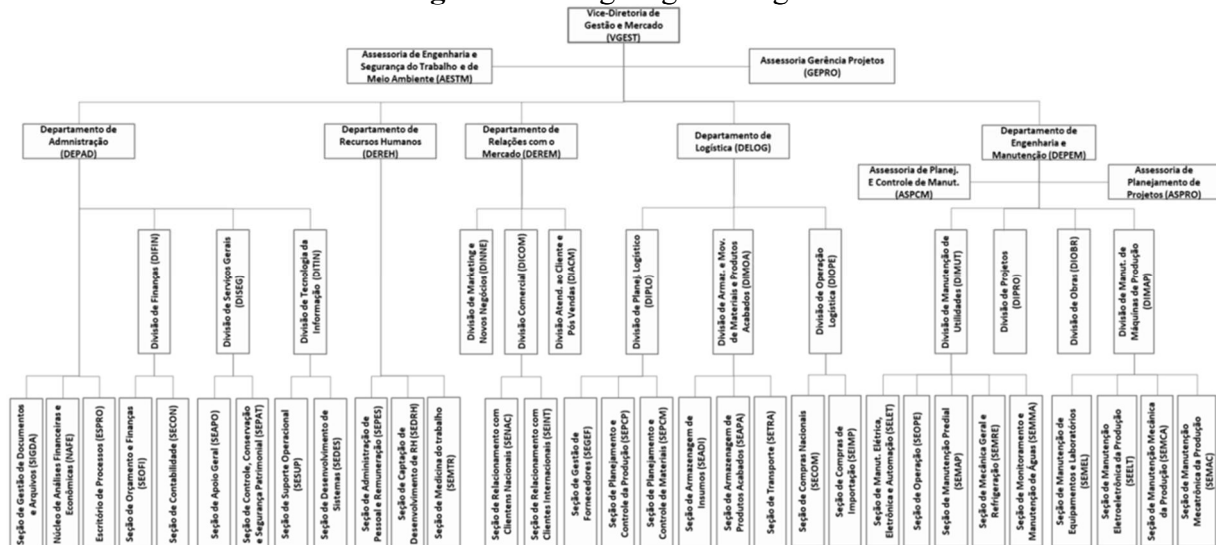 Vice-Diretoria de
Gestão e Mercado
(VGEST)
Assessoria de Engenharia e
Segurança do Trabalho e de
Meio Ambiente (AESTM)
Assessoria Gerência Projetos
(GEPRO)
Departamento de
Admnistração
(DEPAD)
Departamento de
Recursos Humanos
(DEREH)
Departamento de
Relações com o
Mercado (DEREM)
Departamento de
Logística (DELOG)
Departamento de
Engenharia e
Manutenção (DEPEM)
Assessoria de Planej.
E Controle de Manut.
(ASPCM)
Assessoria de
Planejamento de
Projetos (ASPRO)
Divisão de Finanças (DIFIN)
Divisão de Serviços Gerais
(DISEG)
Divisão de Tecnologia da
Informação (DITIN)
Divisão de Marketing e
Novos Negócios (DINNE)
Divisão Comercial (DICOM)
Divisão Atend. ao Cliente e
Pós Vendas (DIACM)
Divisão de Planej. Logístico
(DIPLO)
Divisão de Armaz. e Mov.
de Materiais e Produtos
Acabados (DIMOA)
Divisão de Operação
Logística (DIOPE)
Divisão de Manutenção de
Utilidades (DIMUT)
Divisão de Projetos
(DIPRO)
Divisão de Obras (DIOBR)
Divisão de Manut. de
Máquinas de Produção
(DIMAP)
Seção de Gestão de Documentos
e Arquivos (SIGDA)
Núcleo de Análises Financeiras e
Econômicas (NAFE)
Escritório de Processos (ESPRO)
Seção de Orçamento e Finanças
(SEOFI)
Seção de Contabilidade (SECON)
Seção de Apoio Geral (SEAPO)
Seção de Controle, Conservação
e Segurança Patrimonial (SEPAT)
Seção de Suporte Operacional
(SESUP)
Seção de Desenvolvimento de
Sistemas (SEDES)
Seção de Administração de
Pessoal e Remuneração (SEPES)
Seção de Captação de
Desenvolvimento de RH (SEDRH)
Seção de Medicina do trabalho
(SEMTR)
Seção de Relacionamento com
Clientens Nacionais (SENAC)
Seção de Relacionamento com
Clientes Internacionais (SEINT)
Seção de Gestão de
Fornecedores (SEGEF)
Seção de Planejamento e
Controle da Produção (SEPCP)
Seção de Planejamento e
Controle de Materiais (SEPCM)
Seção de Armazenagem de
Insumos (SEADI)
Seção de Armazenagem de
Produtos Acabados (SEAPA)
Seção de Transporte (SETRA)
Seção de Compras Nacionais
(SECOM)
Seção de Compras de
Importação (SEIMP)
Seção de Manut. Elétrica,
Eletrônica e Automação (SELET)
Seção de Operação (SEOPE)
Seção de Manutenção Predial
(SEMAP)
Seção de Mecânica Geral e
Refrigeração (SEMRE)
Seção de Monitoramento e
Manutenção de Águas (SEMMA)
Seção de Manutenção de
Equipamentos e Laboratórios
(SEMEL)
Seção de Manutenção
Eletroeletrônica da Produção
(SEELT)
Seção de Manutenção Mecânica
da Produção (SEMCA)
Seção de Manutenção
Mecatrônica da Produção
(SEMAC)